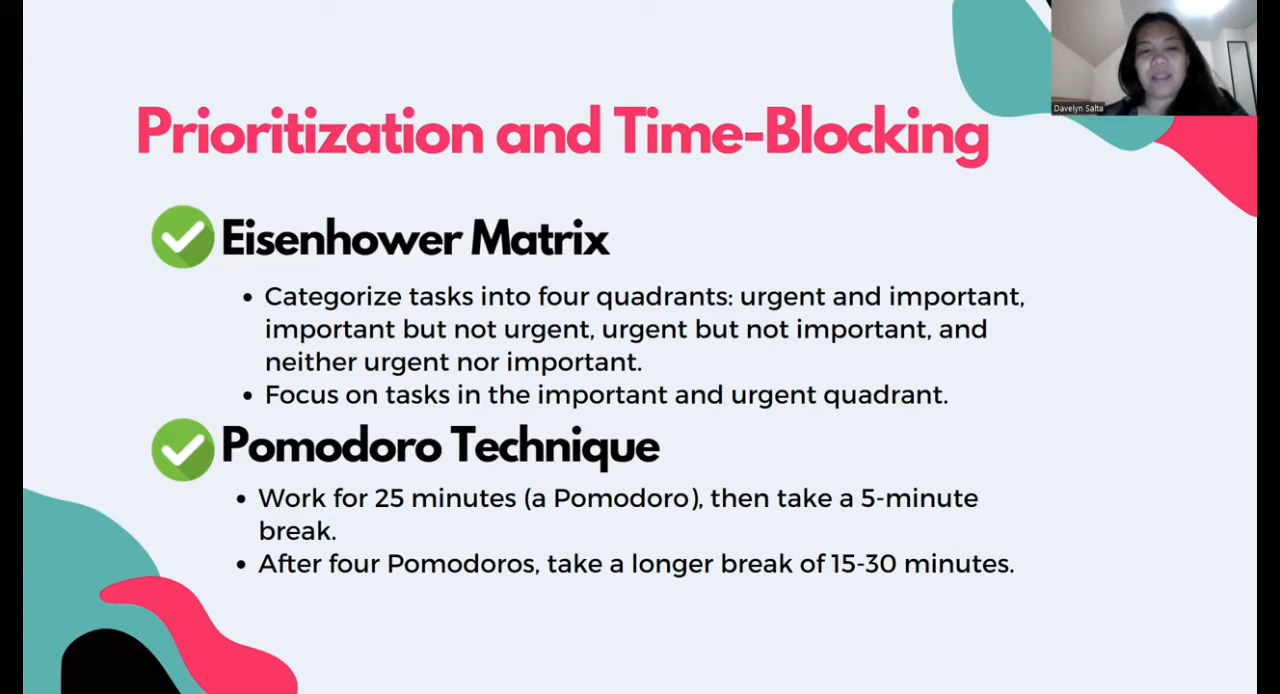 Davelyn Salta
Prioritization and Time-Blocking
Eisenhower Matrix
• Categorize tasks into four quadrants: urgent and important,
important but not urgent, urgent but not important, and
neither urgent nor important.
• Focus on tasks in the important and urgent quadrant.
Pomodoro Technique
• Work for 25 minutes (a Pomodoro), then take a 5-minute
break.
• After four Pomodoros, take a longer break of 15-30 minutes.